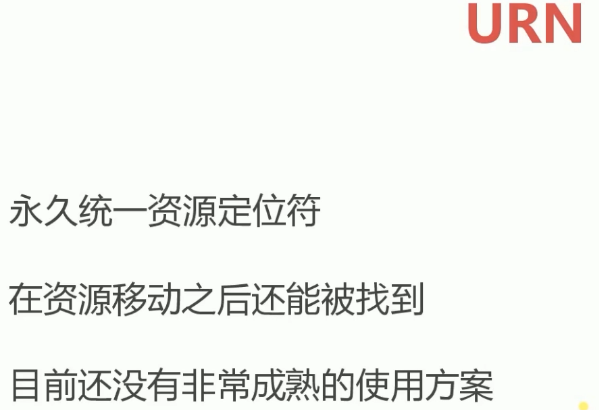 URN
永久统一资源定位符
在资源移动之后还能被找到
目前还没有非常成熟的使用方案